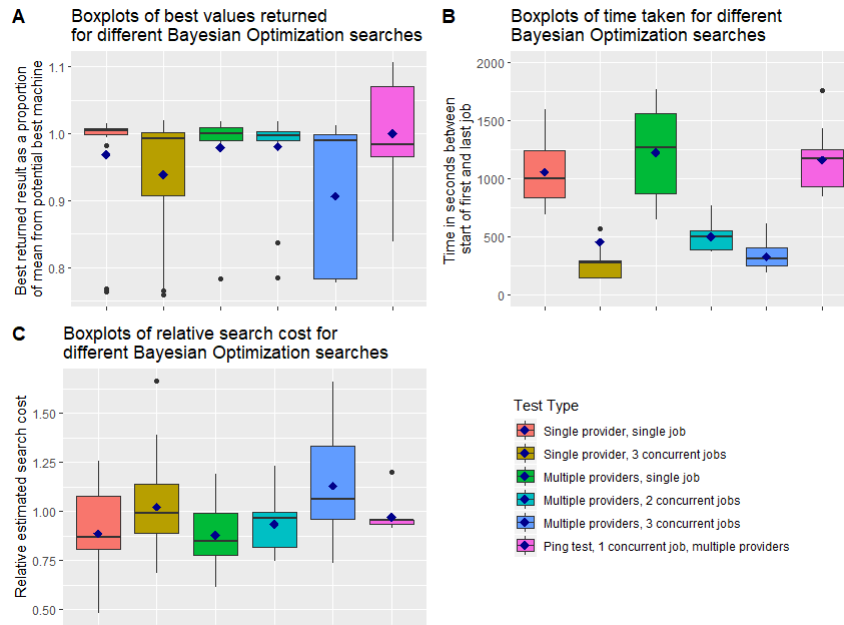 A
Boxplots of best values returned
for different Bayesian Optimization searches
Best returned result as a proportion
of mean from potential best machine
1.1
1.0
0.9
0.8
B
Boxplots of time taken for different
Bayesian Optimization searches
Time in seconds between
start of first and last job
2000
1500
1000
500
0
C
Boxplots of relative search cost for
different Bayesian Optimization searches
Relative estimated search cost
1.50
1.25
1.00
0.75
0.50
Test Type
Single provider, single job
Single provider, 3 concurrent jobs
Multiple providers, single job
Multiple providers, 2 concurrent jobs
Multiple providers, 3 concurrent jobs
Ping test, 1 concurrent job, multiple providers